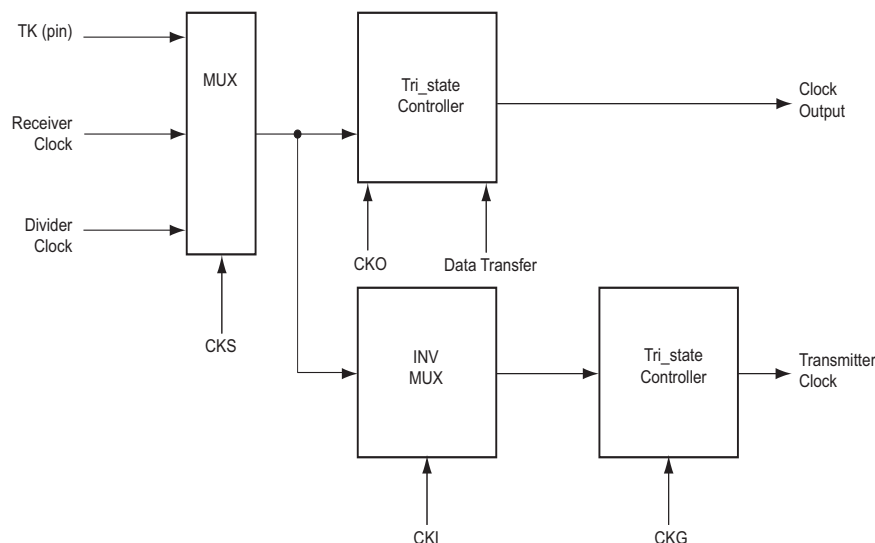 TK (pin)
MUX
Tri_state
Controller
Clock
Output
Receiver
Clock
Divider
Clock
CKO
Data Transfer
CKS
INV
MUX
Tri_state
Controller
Transmitter
Clock
CKI
CKG